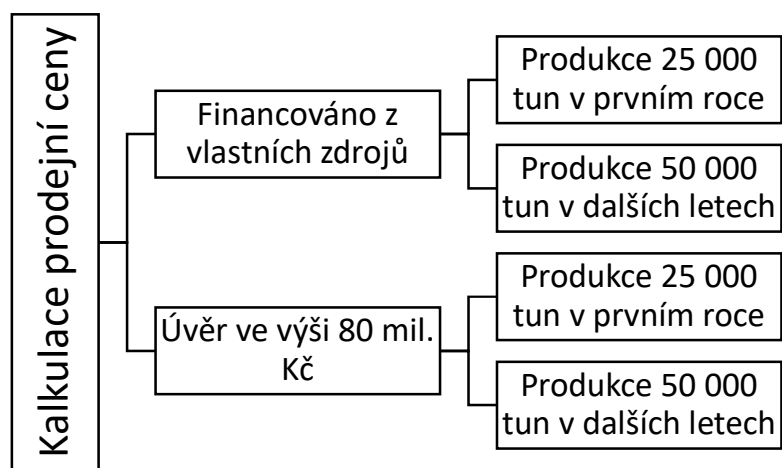 Kalkulace prodejní ceny
Financováno z
vlastních zdrojů
Produkce 25 000
tun v prvním roce
Produkce 50 000
tun v dalších letech
Úvěr ve výši 80 mil.
Kč
Produkce 25 000
tun v prvním roce
Produkce 50 000
tun v dalších letech